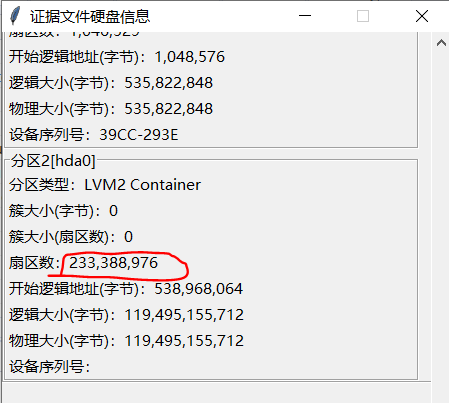 证据文件硬盘信息
开始逻辑地址(字节)：1,048,576
逻辑大小(字节)：535,822,848
物理大小(字节)：535,822,848
设备序列号：39CC-293E
分区2[hda0]
分区类型：LVM2 Container
簇大小(字节)：0
簇大小(扇区数)：0
扇区数：233,388,976
开始逻辑地址(字节)：538,968,064
逻辑大小(字节)：119,495,155,712
物理大小(字节)：119,495,155,712
设备序列号：